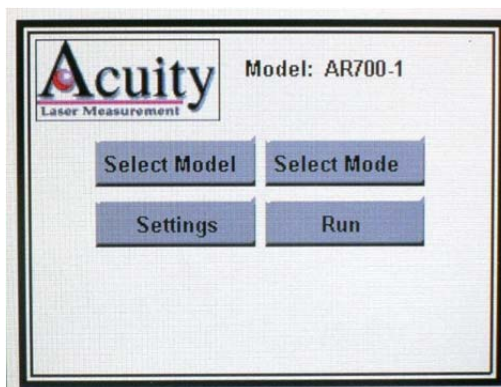 Acuity
Laser Measurement
Model: AR700-1
Select Model
Select Mode
Settings
Run